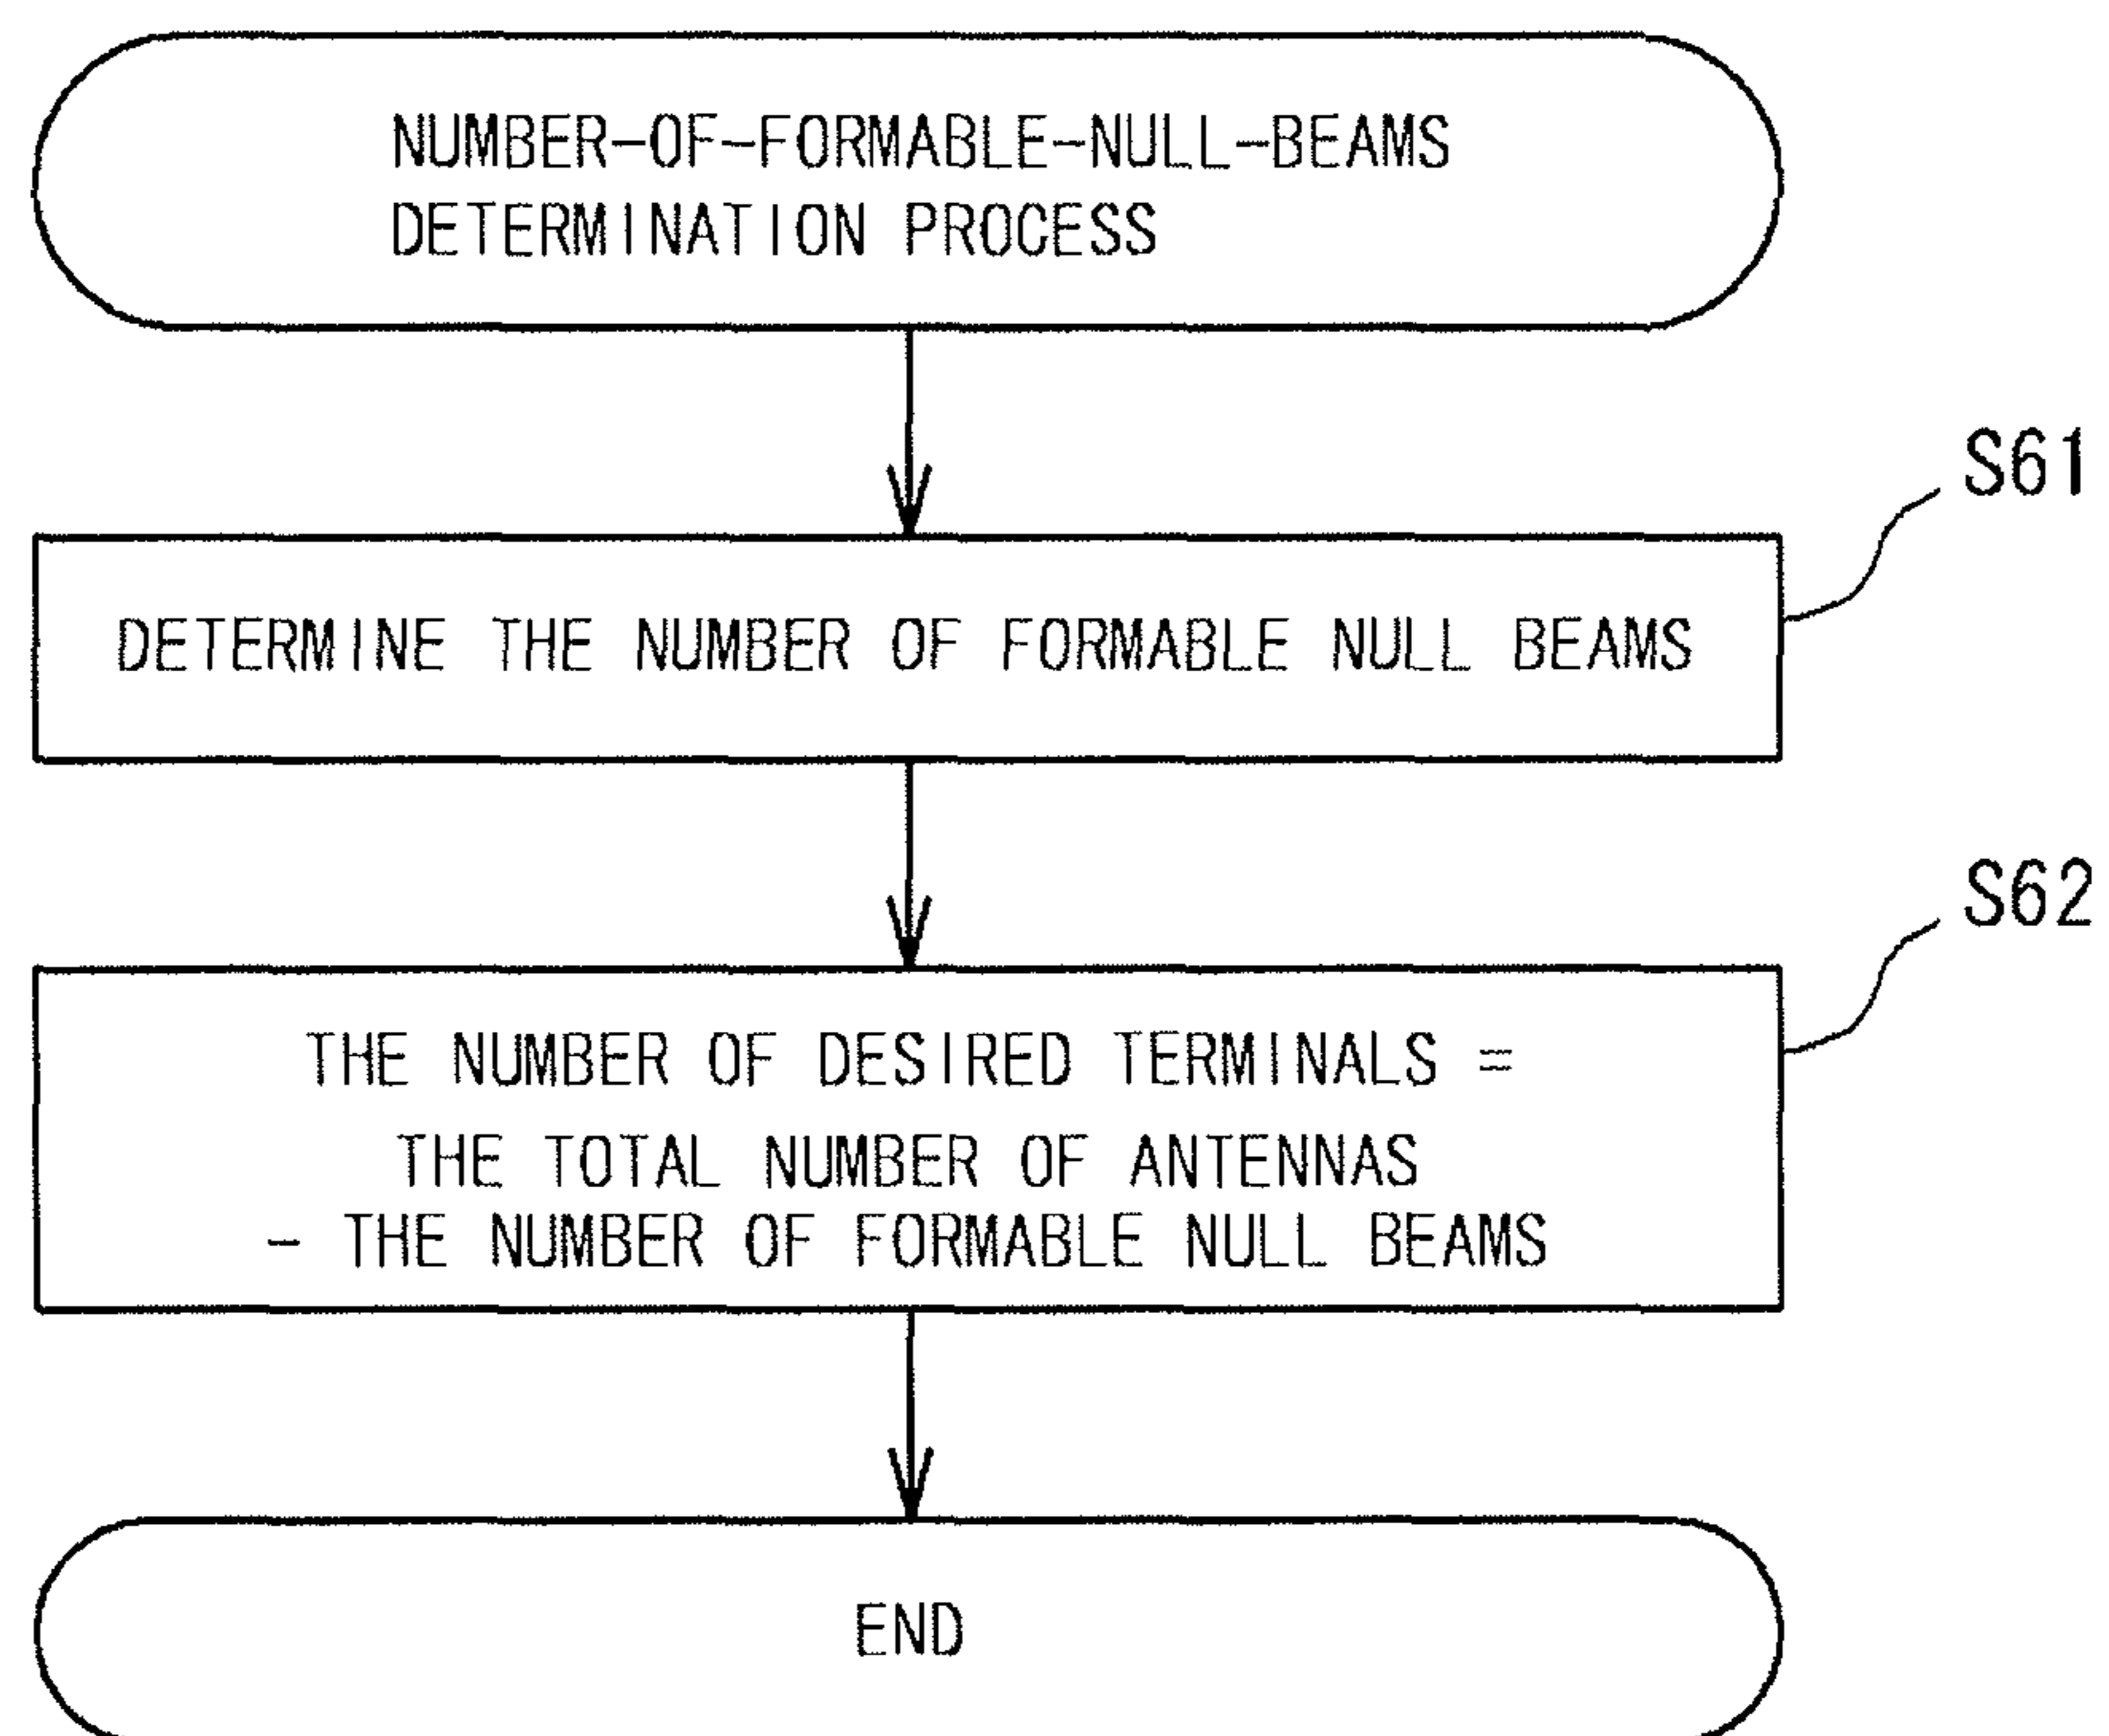 NUMBER-OF-FORMABLE-NULL-BEAMS
DETERMINATION PROCESS
S61
DETERMINE THE NUMBER OF FORMABLE NULL BEAMS
S62
THE NUMBER OF DESIRED TERMINALS =
THE TOTAL NUMBER OF ANTENNAS
- THE NUMBER OF FORMABLE NULL BEAMS
END